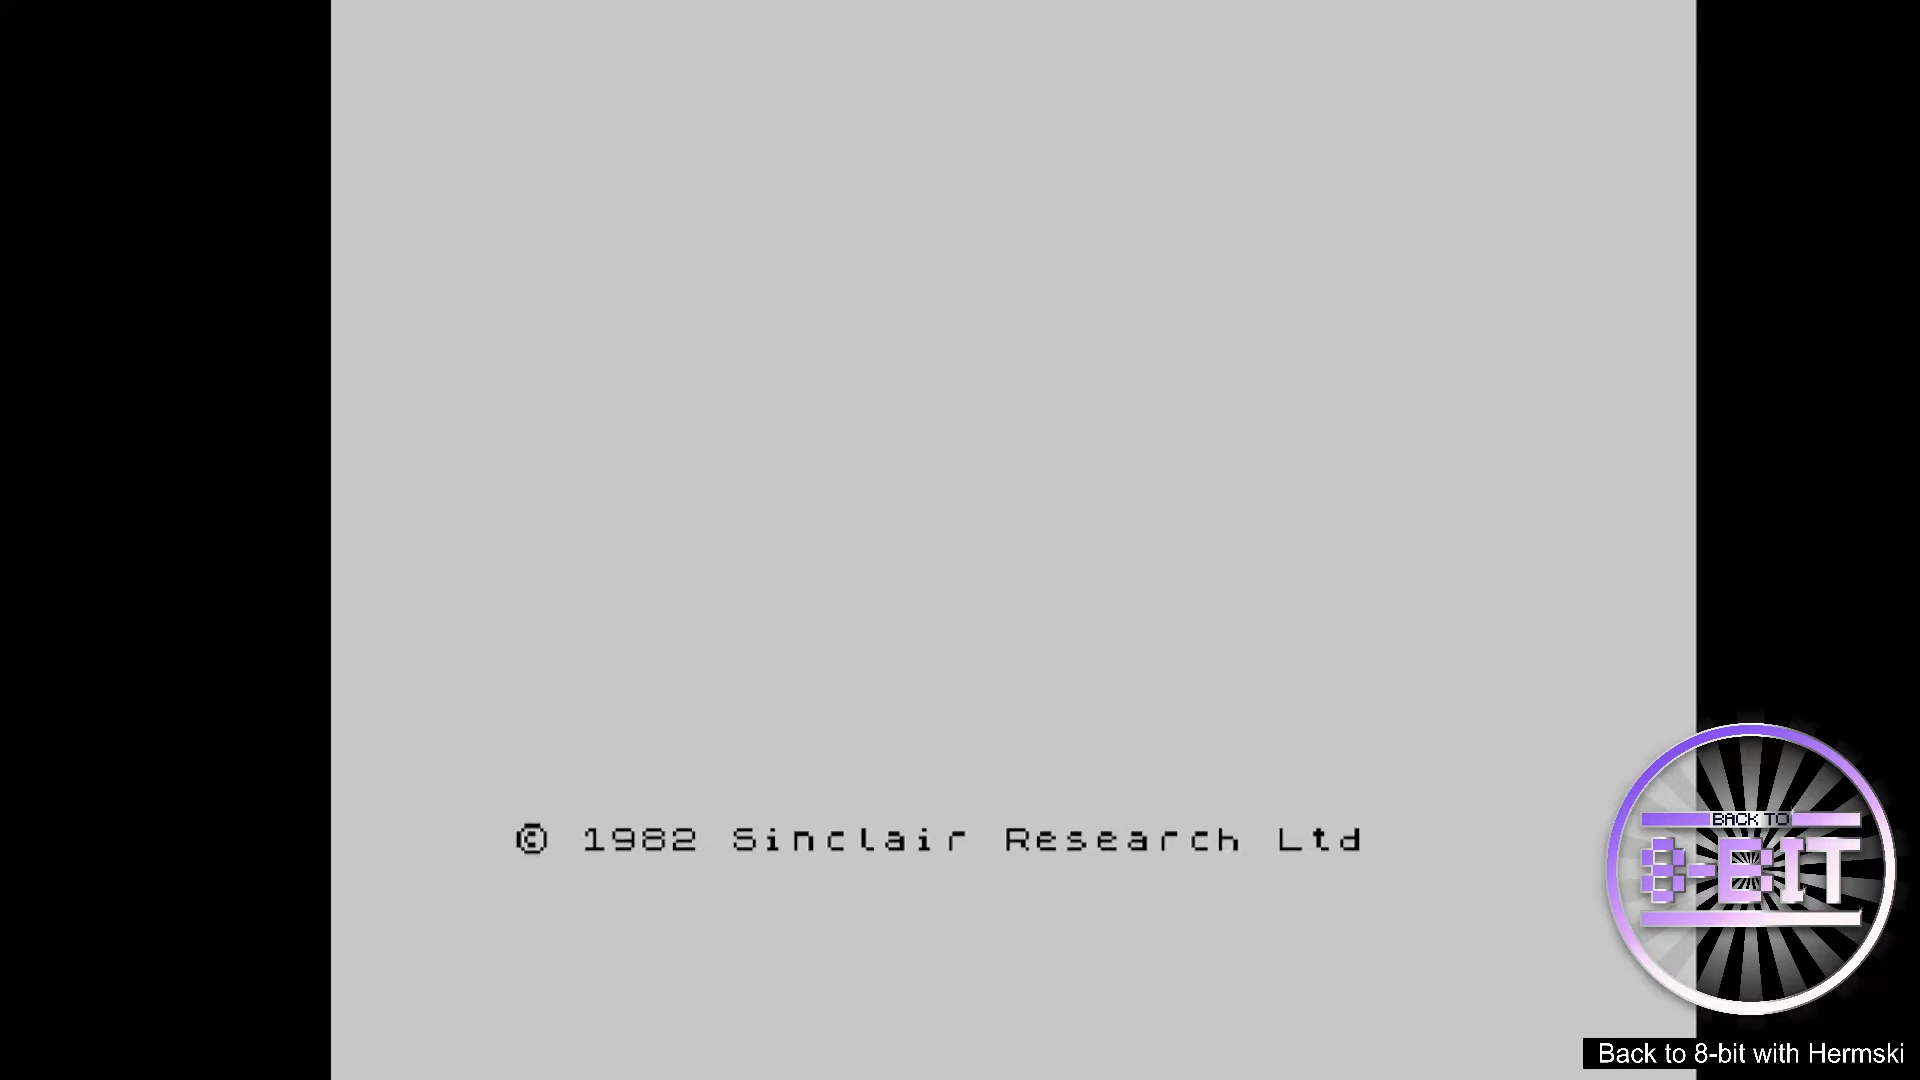 © 1982 Sinclair Research Ltd
BACK TO
8-BIT
Back to 8-bit with Hermski